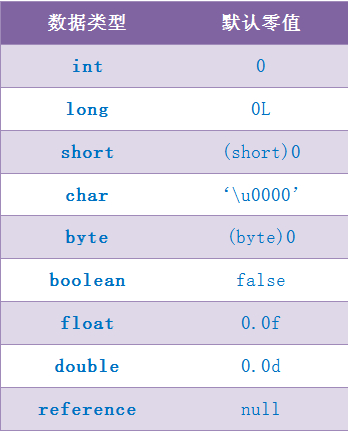 数据类型 默认零值
int 0
long 0L
short (short)0
char ‘\u0000’
byte (byte)0
boolean false
float 0.0f
double 0.0d
reference null